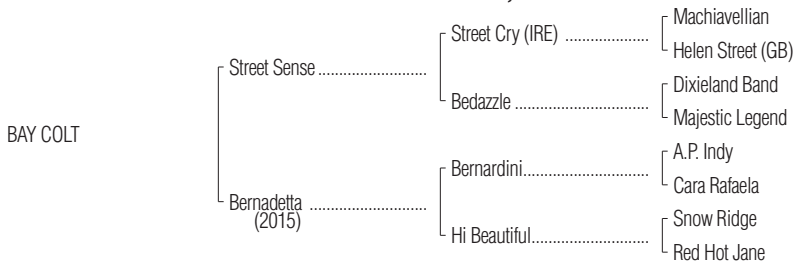 Machiavellian
Street Cry (IRE) ....................
Helen Street (GB)
Street Sense ..........................
Dixieland Band
Bedazzle ................................
Majestic Legend
BAY COLT
A.P. Indy
Bernardini..............................
Cara Rafaela
Bernadetta ............................
(2015)
Snow Ridge
Hi Beautiful............................
Red Hot Jane